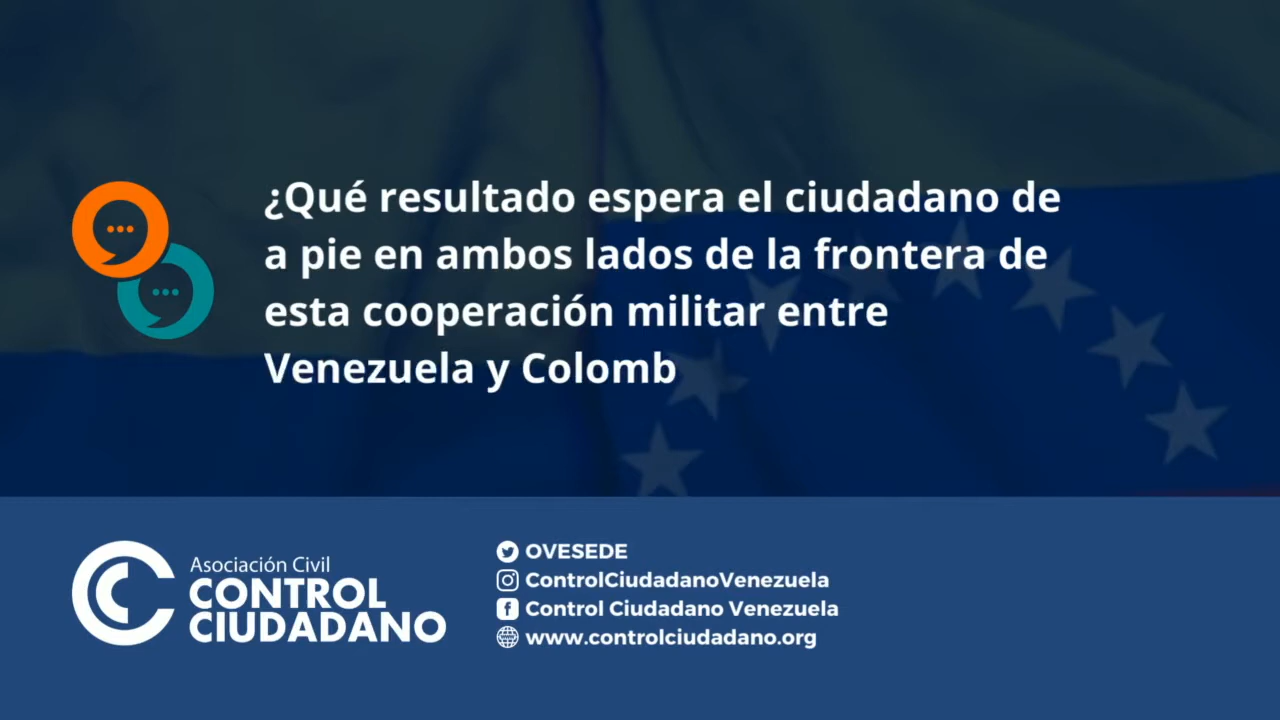 ¿Qué resultado espera el ciudadano de
a pie en ambos lados de la frontera de
esta cooperación militar entre
Venezuela y Colomb
Asociación Civil
CONTROL
CIUDADANO
OVESEDE
ControlCiudadanoVenezuela
Control Ciudadano Venezuela
www.controlciudadano.org